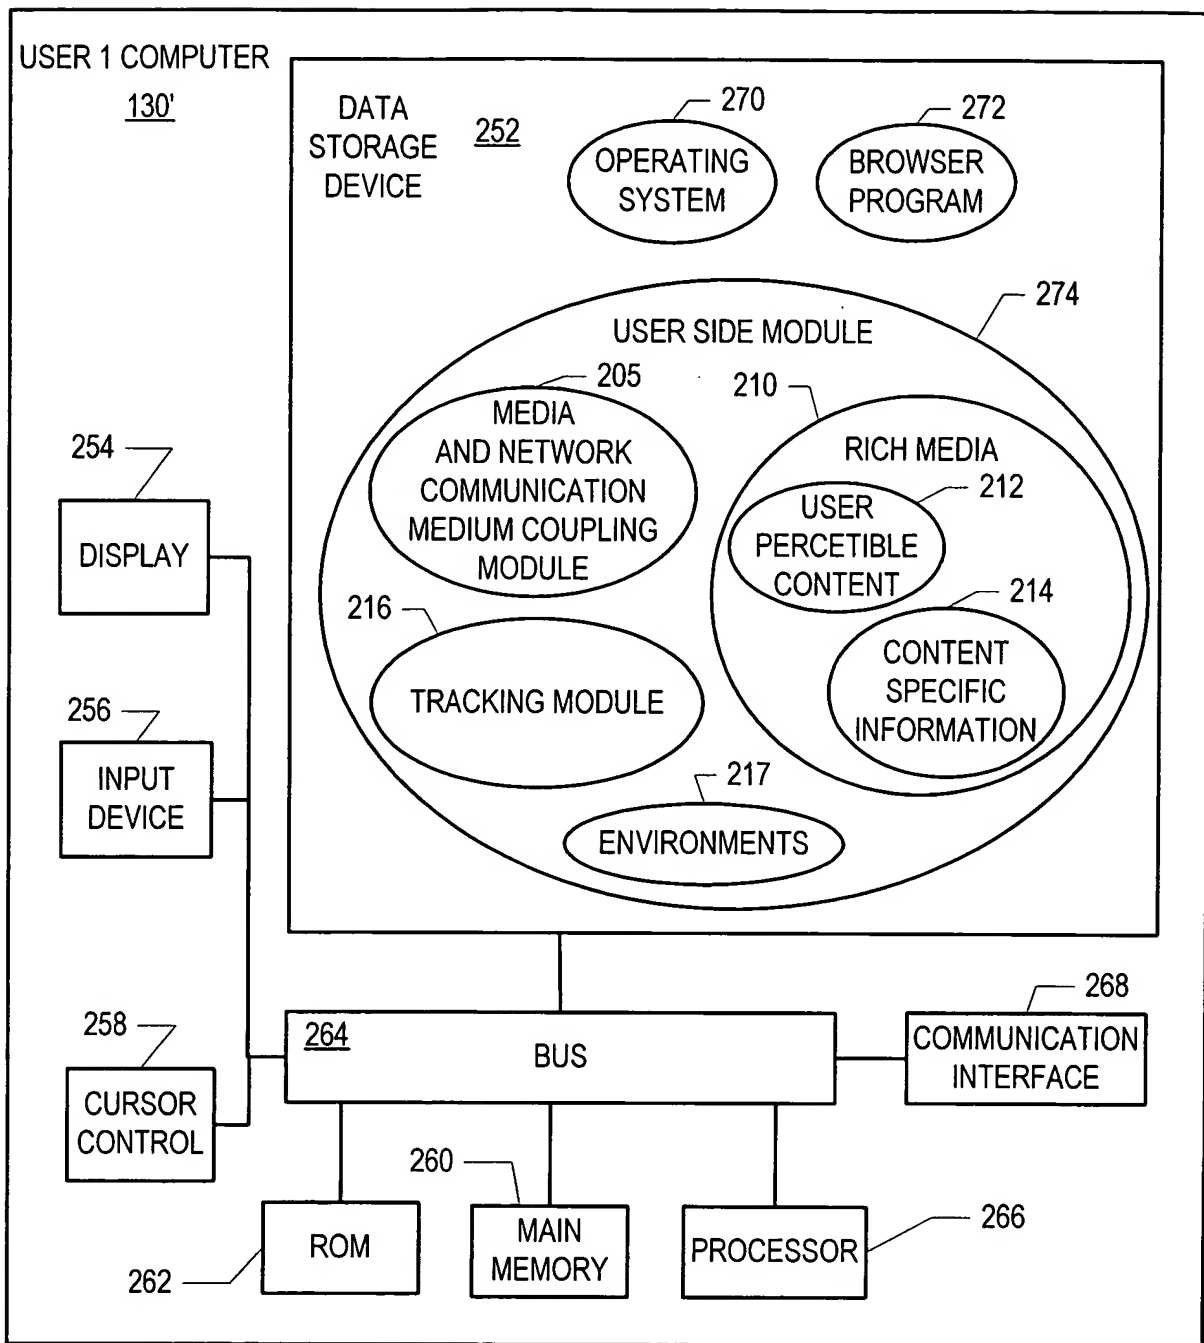 USER 1 COMPUTER
130'
DATA
STORAGE
DEVICE
252
270
OPERATING
SYSTEM
272
BROWSER
PROGRAM
274
USER SIDE MODULE
205
MEDIA
AND NETWORK
COMMUNICATION
MEDIUM COUPLING
MODULE
210
RICH MEDIA
212
USER
PERCETIBLE
CONTENT
214
CONTENT
SPECIFIC
INFORMATION
216
TRACKING MODULE
217
ENVIRONMENTS
254
DISPLAY
256
INPUT
DEVICE
258
CURSOR
CONTROL
264
BUS
268
COMMUNICATION
INTERFACE
ROM
262
260
MAIN
MEMORY
PROCESSOR
266